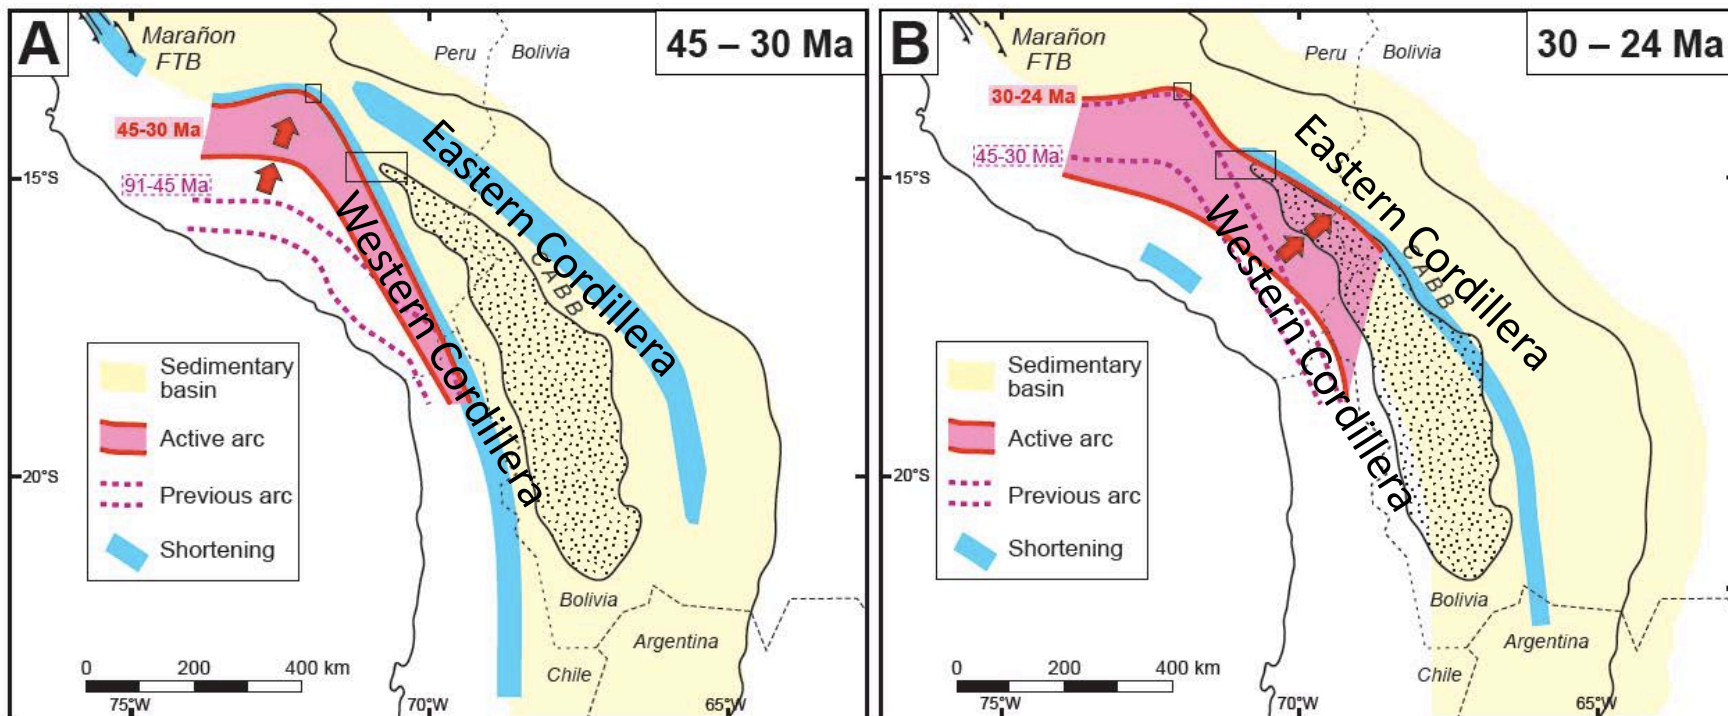 A
45 – 30 Ma
Marañon
FTB
Peru
Bolivia
45-30 Ma
91-45 Ma
15°S
Western Cordillera
Eastern Cordillera
CABB
Sedimentary
basin
Active arc
Previous arc
Shortening
20°S
Bolivia
Argentina
Chile
0 200 400 km
75°W
70°W
65°W
B
30 – 24 Ma
Marañon
FTB
Peru
Bolivia
30-24 Ma
45-30 Ma
15°S
Western Cordillera
Eastern Cordillera
CABB
Sedimentary
basin
Active arc
Previous arc
Shortening
20°S
Bolivia
Argentina
Chile
0 200 400 km
75°W
70°W
65°W